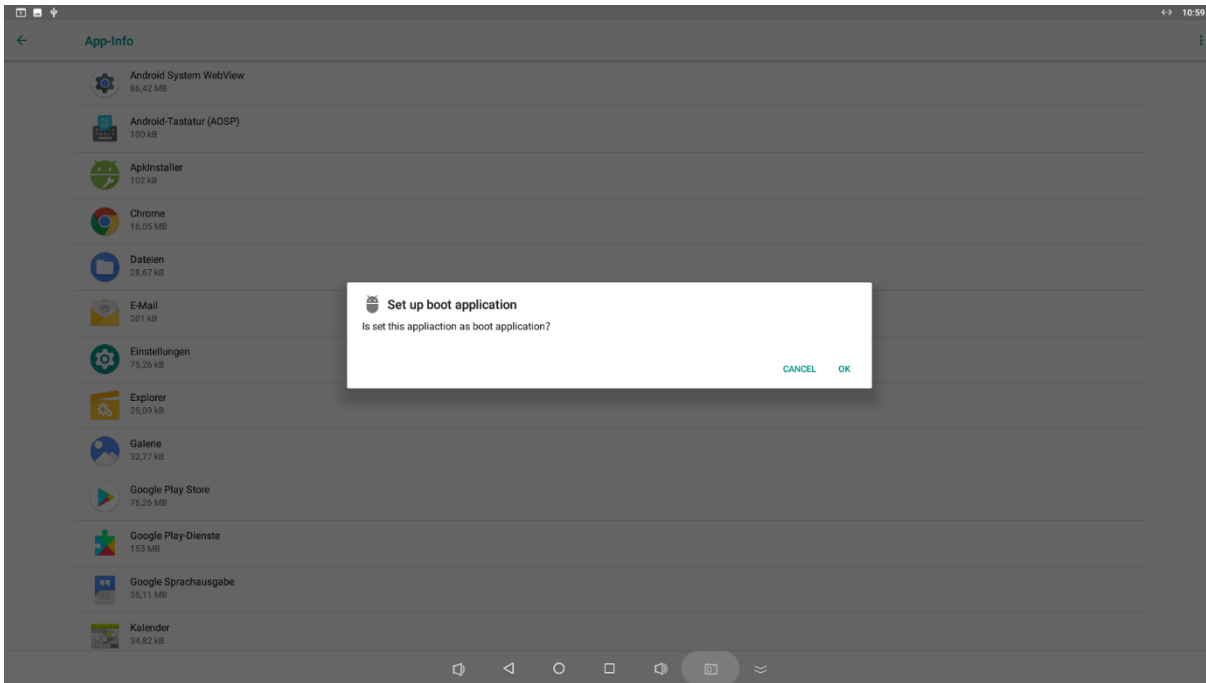 10:59
App-Info
Android System WebView
86,42 MB
Android-Tastatur (AOSP)
100 kB
ApkInstaller
102 kB
Chrome
16,05 MB
Dateien
28,67 kB
E-Mail
201 kB
Einstellungen
75,26 kB
Explorer
25,09 kB
Galerie
32,77 kB
Google Play Store
76,26 MB
Google Play-Dienste
153 MB
Google Sprachausgabe
35,11 MB
Kalender
34,82 kB
Set up boot application
Is set this appliaction as boot application?
CANCEL OK